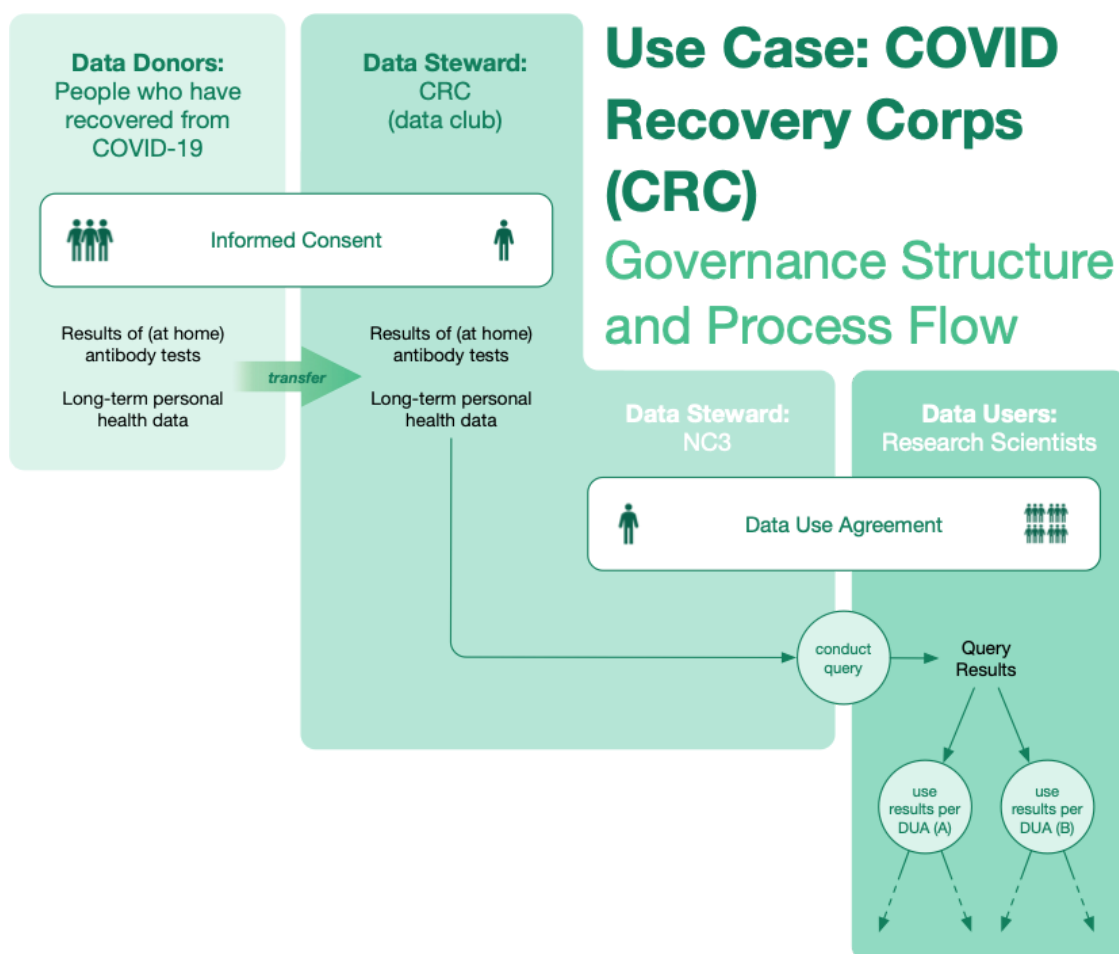 Data Donors:
People who have
recovered from
COVID-19
Data Steward:
CRC
(data club)
Use Case: COVID
Recovery Corps
(CRC)
Governance Structure
and Process Flow
Informed Consent
Results of (at home)
antibody tests
Long-term personal
health data
transfer
Results of (at home)
antibody tests
Long-term personal
health data
Data Steward:
NC3
Data Users:
Research Scientists
Data Use Agreement
conduct
query
Query
Results
use
results per
DUA (A)
use
results per
DUA (B)